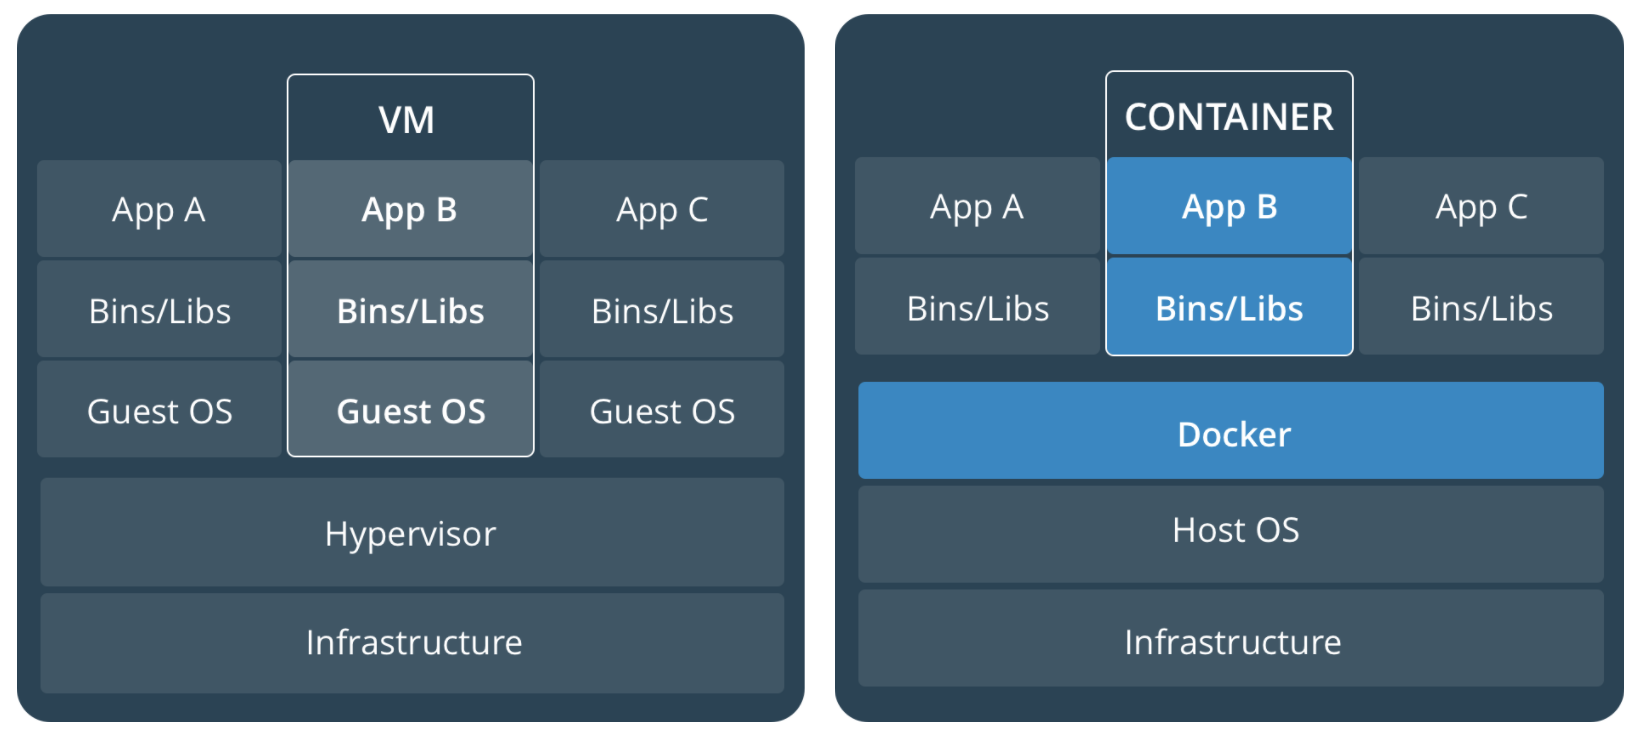 VM
App A
App B
App C
Bins/Libs
Bins/Libs
Bins/Libs
Guest OS
Guest OS
Guest OS
Hypervisor
Infrastructure
CONTAINER
App A
App B
App C
Bins/Libs
Bins/Libs
Bins/Libs
Docker
Host OS
Infrastructure